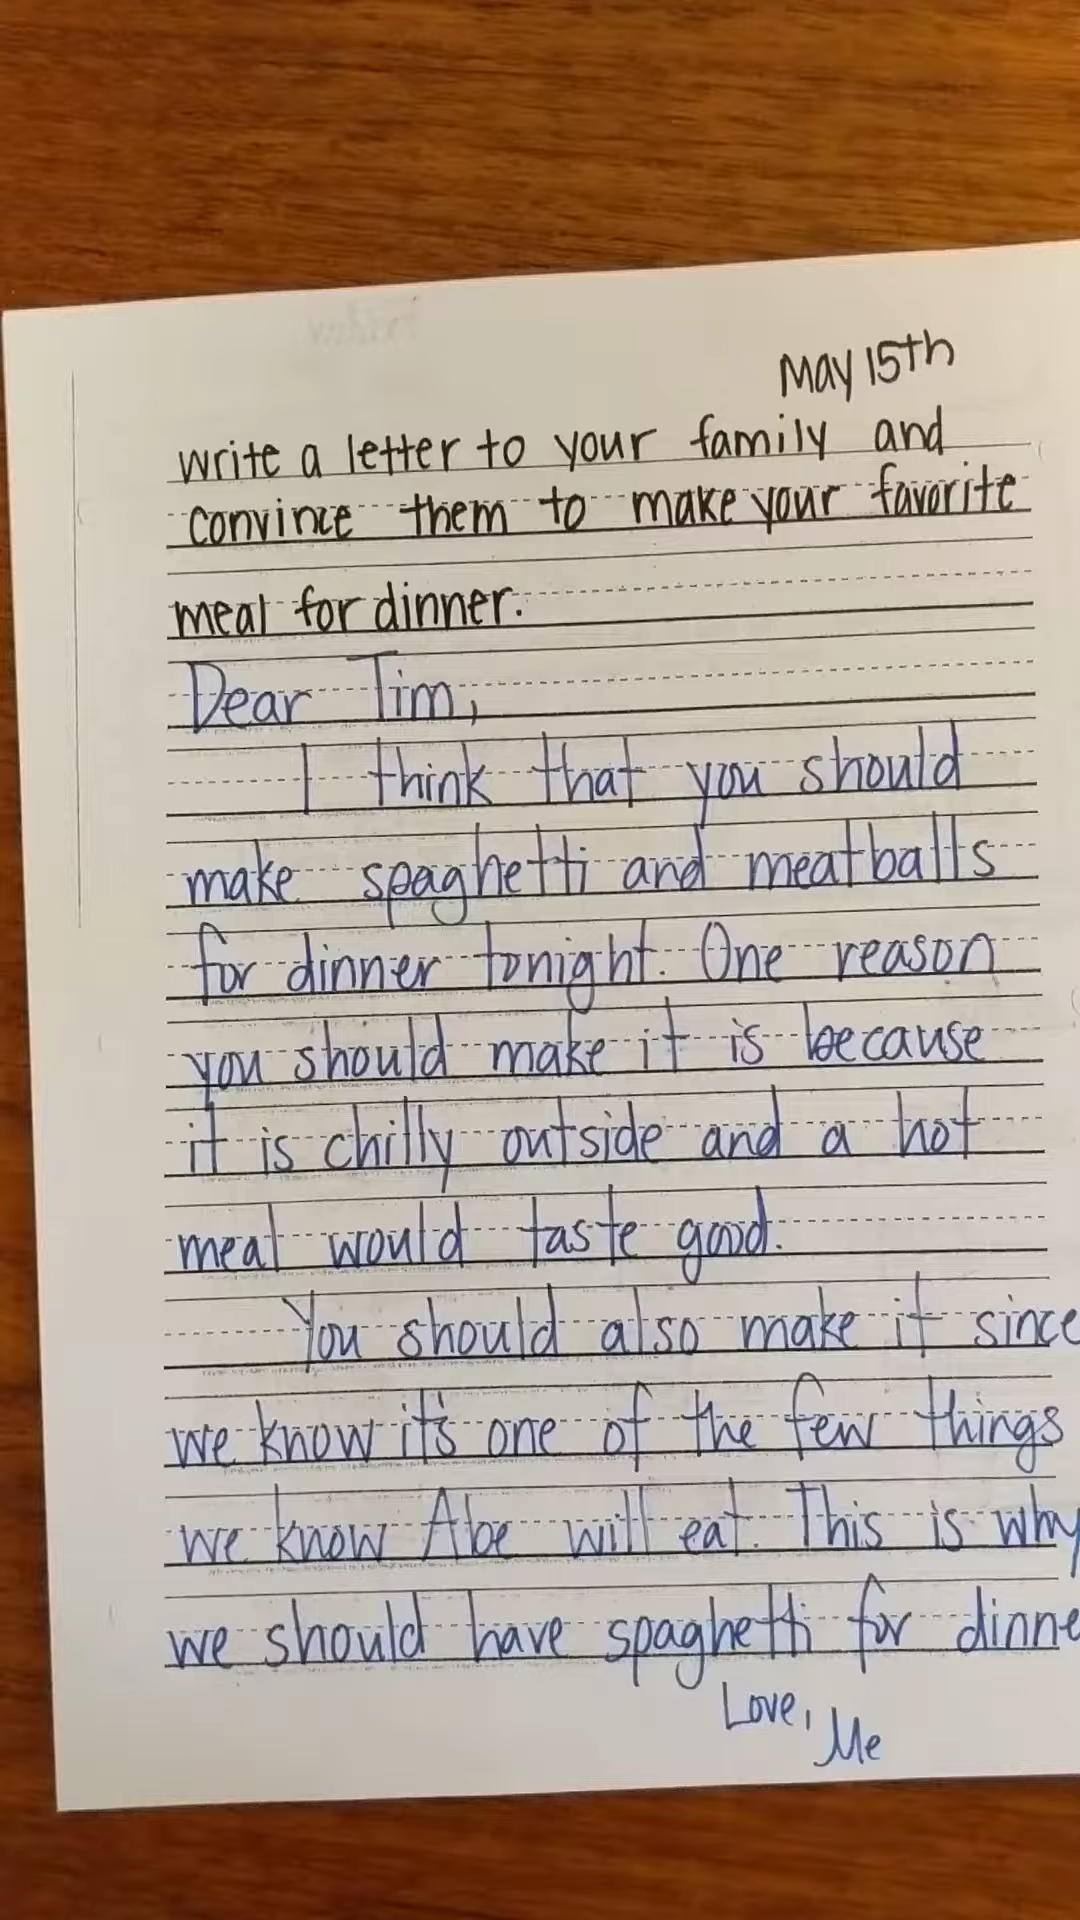 May 15th
write a letter to your family and
convince them to make your favorite
meal for dinner.
Dear Tim,
I think that you should
make spaghetti and meatballs
for dinner tonight. One reason
you should make it is because
it is chilly outside and a hot
meal would taste good.
You should also make it since
we know it's one of the few things
we know Abe will eat. This is why
we should have spaghetti for dinne
Love,
Me